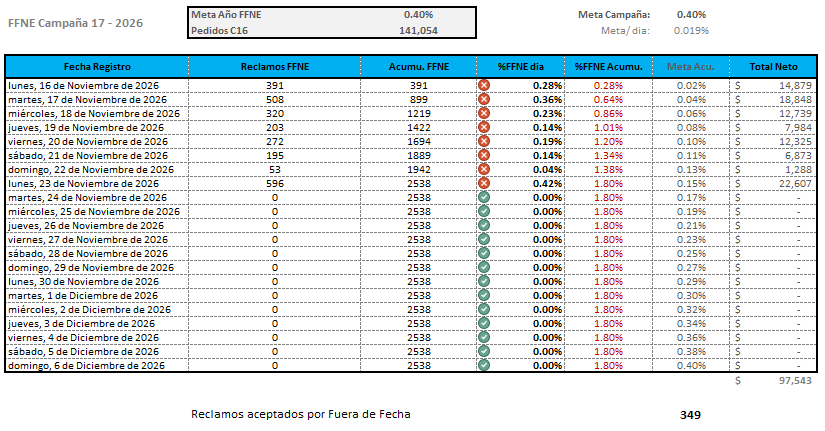 FFNE Campaña 17 - 2026
Meta Año FFNE 0.40%
Pedidos C16 141,054
Meta Campaña: 0.40%
Meta/ dia: 0.019%
Fecha Registro Reclamos FFNE Acumu. FFNE %FFNE dia %FFNE Acumu. Meta Acu. Total Neto
lunes, 16 de Noviembre de 2026 391 391 0.28% 0.28% 0.02% $ 14,879
martes, 17 de Noviembre de 2026 508 899 0.36% 0.64% 0.04% $ 18,848
miércoles, 18 de Noviembre de 2026 320 1219 0.23% 0.86% 0.06% $ 12,739
jueves, 19 de Noviembre de 2026 203 1422 0.14% 1.01% 0.08% $ 7,984
viernes, 20 de Noviembre de 2026 272 1694 0.19% 1.20% 0.10% $ 12,325
sábado, 21 de Noviembre de 2026 195 1889 0.14% 1.34% 0.11% $ 6,873
domingo, 22 de Noviembre de 2026 53 1942 0.04% 1.38% 0.13% $ 1,288
lunes, 23 de Noviembre de 2026 596 2538 0.42% 1.80% 0.15% $ 22,607
martes, 24 de Noviembre de 2026 0 2538 0.00% 1.80% 0.17% $ -
miércoles, 25 de Noviembre de 2026 0 2538 0.00% 1.80% 0.19% $ -
jueves, 26 de Noviembre de 2026 0 2538 0.00% 1.80% 0.21% $ -
viernes, 27 de Noviembre de 2026 0 2538 0.00% 1.80% 0.23% $ -
sábado, 28 de Noviembre de 2026 0 2538 0.00% 1.80% 0.25% $ -
domingo, 29 de Noviembre de 2026 0 2538 0.00% 1.80% 0.27% $ -
lunes, 30 de Noviembre de 2026 0 2538 0.00% 1.80% 0.29% $ -
martes, 1 de Diciembre de 2026 0 2538 0.00% 1.80% 0.30% $ -
miércoles, 2 de Diciembre de 2026 0 2538 0.00% 1.80% 0.32% $ -
jueves, 3 de Diciembre de 2026 0 2538 0.00% 1.80% 0.34% $ -
viernes, 4 de Diciembre de 2026 0 2538 0.00% 1.80% 0.36% $ -
sábado, 5 de Diciembre de 2026 0 2538 0.00% 1.80% 0.38% $ -
domingo, 6 de Diciembre de 2026 0 2538 0.00% 1.80% 0.40% $ -
$ 97,543
Reclamos aceptados por Fuera de Fecha 349